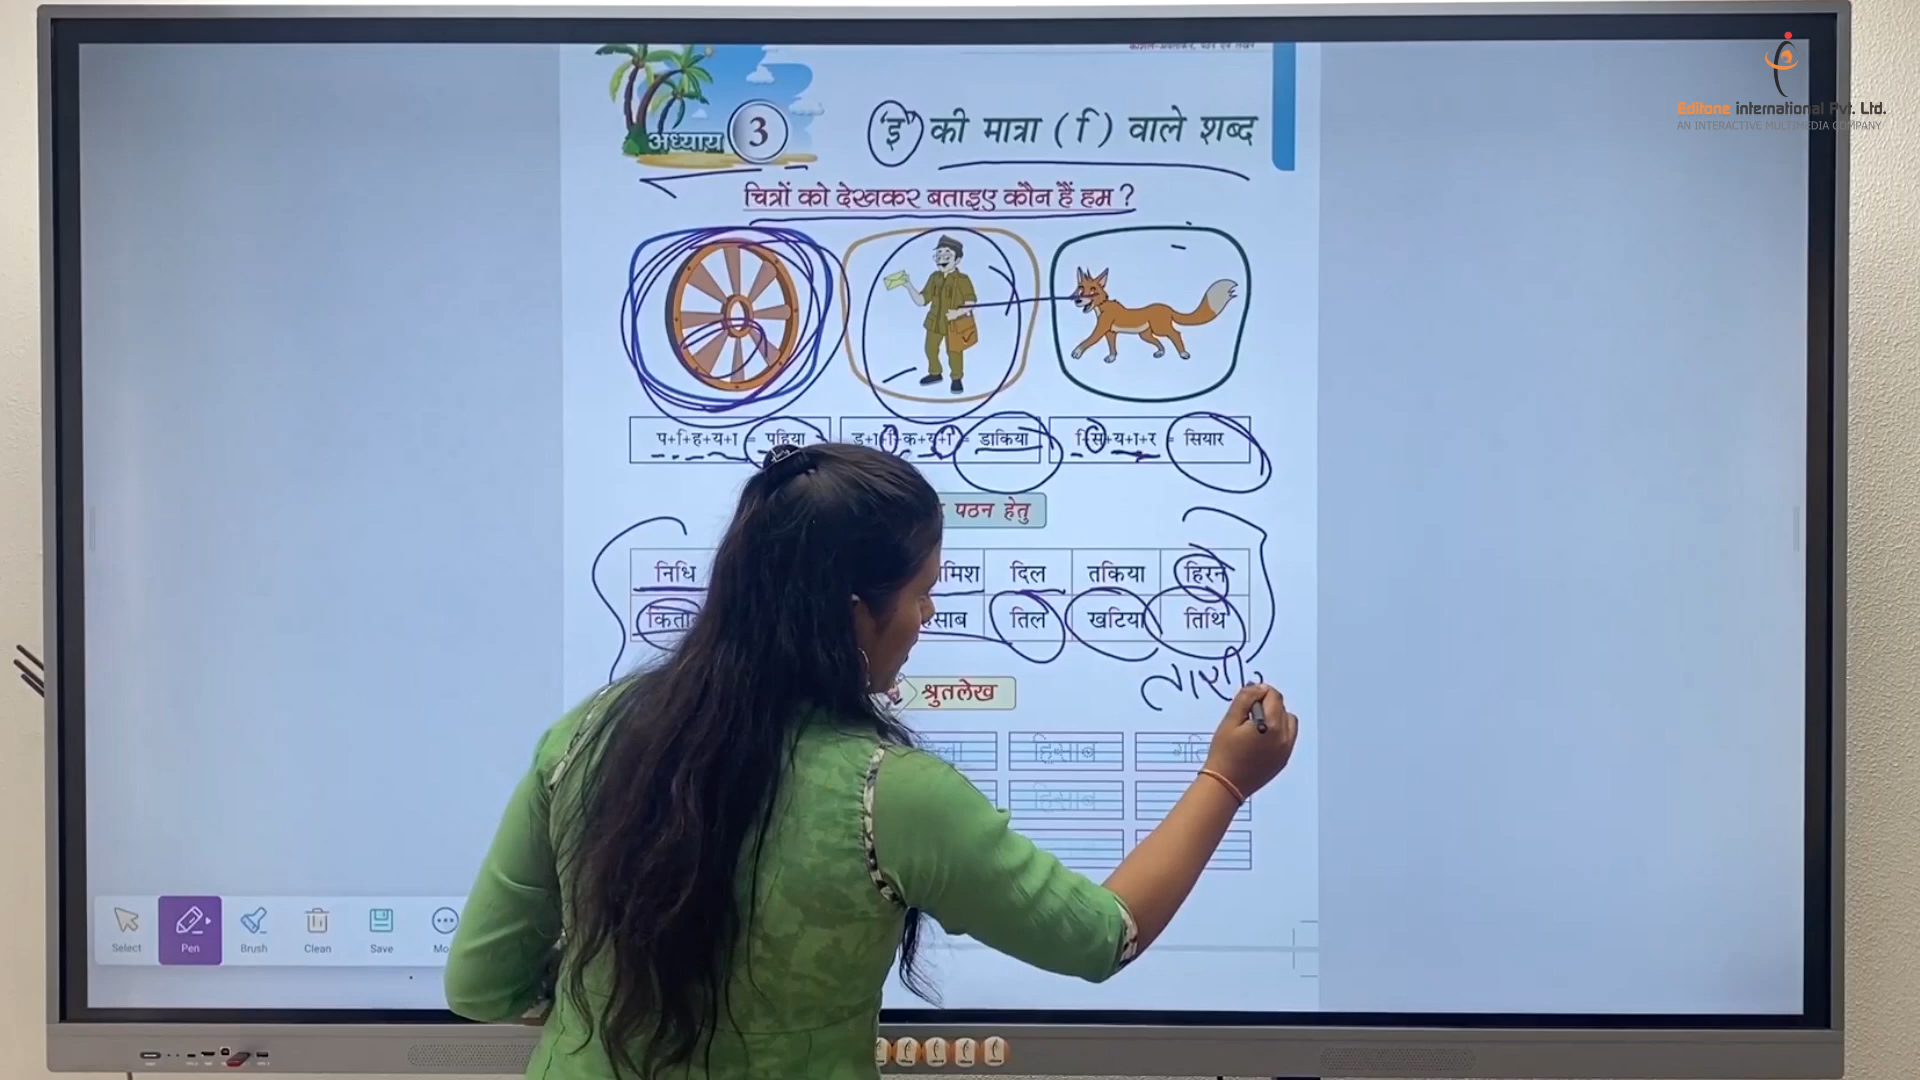 Editone international Pvt. Ltd.
AN INTERACTIVE MULTIMEDIA COMPANY
अध्याय 3
'इ' की मात्रा ( ि ) वाले शब्द
चित्रों को देखकर बताइए कौन हैं हम ?
प+ि+ह+य+ा = पहिया
ड+ा+ि+क+य+ा = डाकिया
ि+स+य+ा+र = सियार
पठन हेतु
निधि दिल तकिया हिरन
तिल खटिया तिथि
श्रुतलेख
हिसाब
हिसाब
Select Pen Brush Clean Save